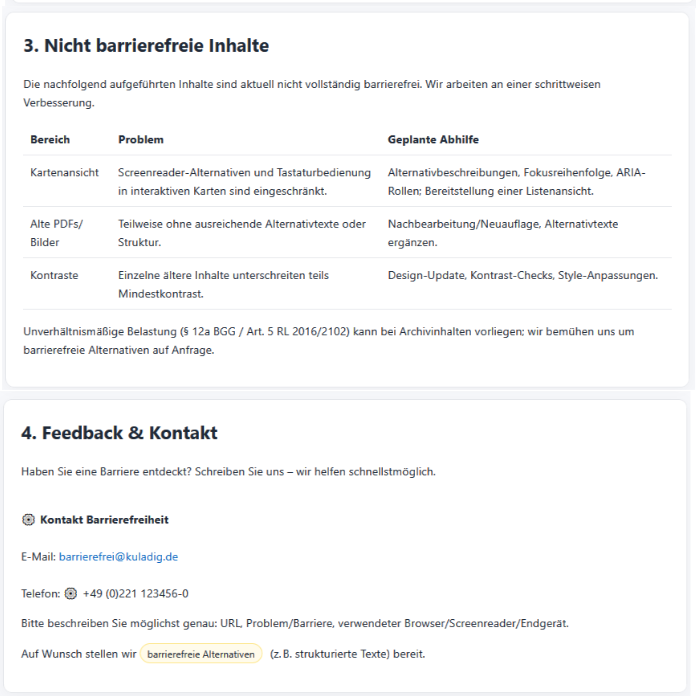 3. Nicht barrierefreie Inhalte
Die nachfolgend aufgeführten Inhalte sind aktuell nicht vollständig barrierefrei. Wir arbeiten an einer schrittweisen
Verbesserung.
Bereich Problem Geplante Abhilfe
Kartenansicht Screenreader-Alternativen und Tastaturbedienung Alternativbeschreibungen, Fokusreihenfolge, ARIA-
in interaktiven Karten sind eingeschränkt. Rollen; Bereitstellung einer Listenansicht.
Alte PDFs/ Teilweise ohne ausreichende Alternativtexte oder Nachbearbeitung/Neuauflage, Alternativtexte
Bilder Struktur. ergänzen.
Kontraste Einzelne ältere Inhalte unterschreiten teils Design-Update, Kontrast-Checks, Style-Anpassungen.
Mindestkontrast.
Unverhältnismäßige Belastung (§ 12a BGG / Art. 5 RL 2016/2102) kann bei Archivinhalten vorliegen; wir bemühen uns um
barrierefreie Alternativen auf Anfrage.
4. Feedback & Kontakt
Haben Sie eine Barriere entdeckt? Schreiben Sie uns – wir helfen schnellstmöglich.
Kontakt Barrierefreiheit
E-Mail: barrierefrei@kuladig.de
Telefon: +49 (0)221 123456-0
Bitte beschreiben Sie möglichst genau: URL, Problem/Barriere, verwendeter Browser/Screenreader/Endgerät.
Auf Wunsch stellen wir barrierefreie Alternativen (z. B. strukturierte Texte) bereit.